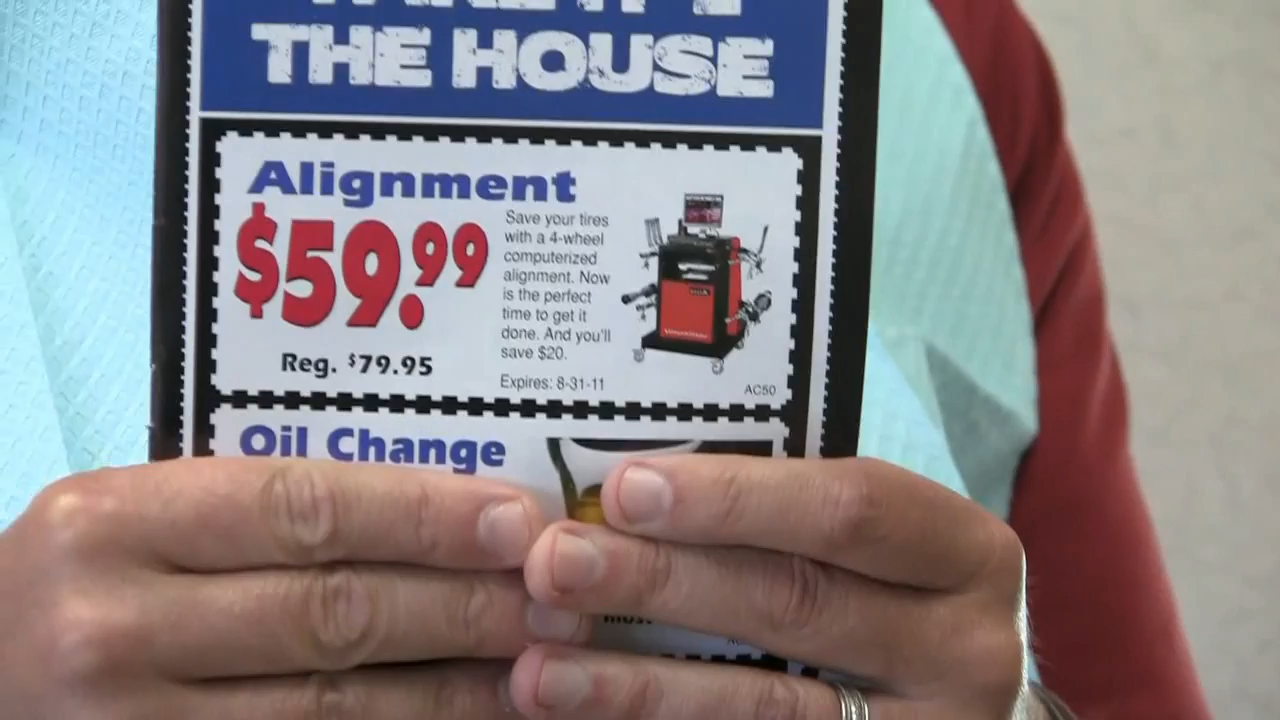 THE HOUSE
Alignment
$59.99
Reg. $79.95
Save your tires
with a 4-wheel
computerized
alignment. Now
is the perfect
time to get it
done. And you'll
save $20.
Expires: 8-31-11
AC50
Oil Change